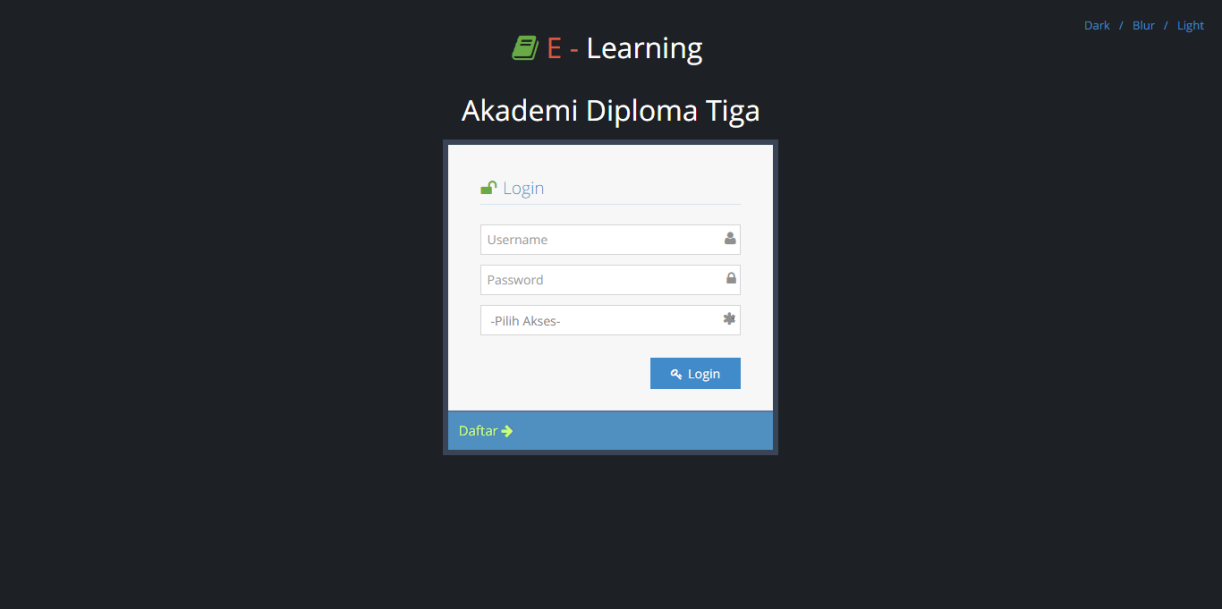 Dark / Blur / Light
E - Learning
Akademi Diploma Tiga
Login
Username
Password
-Pilih Akses-
Login
Daftar